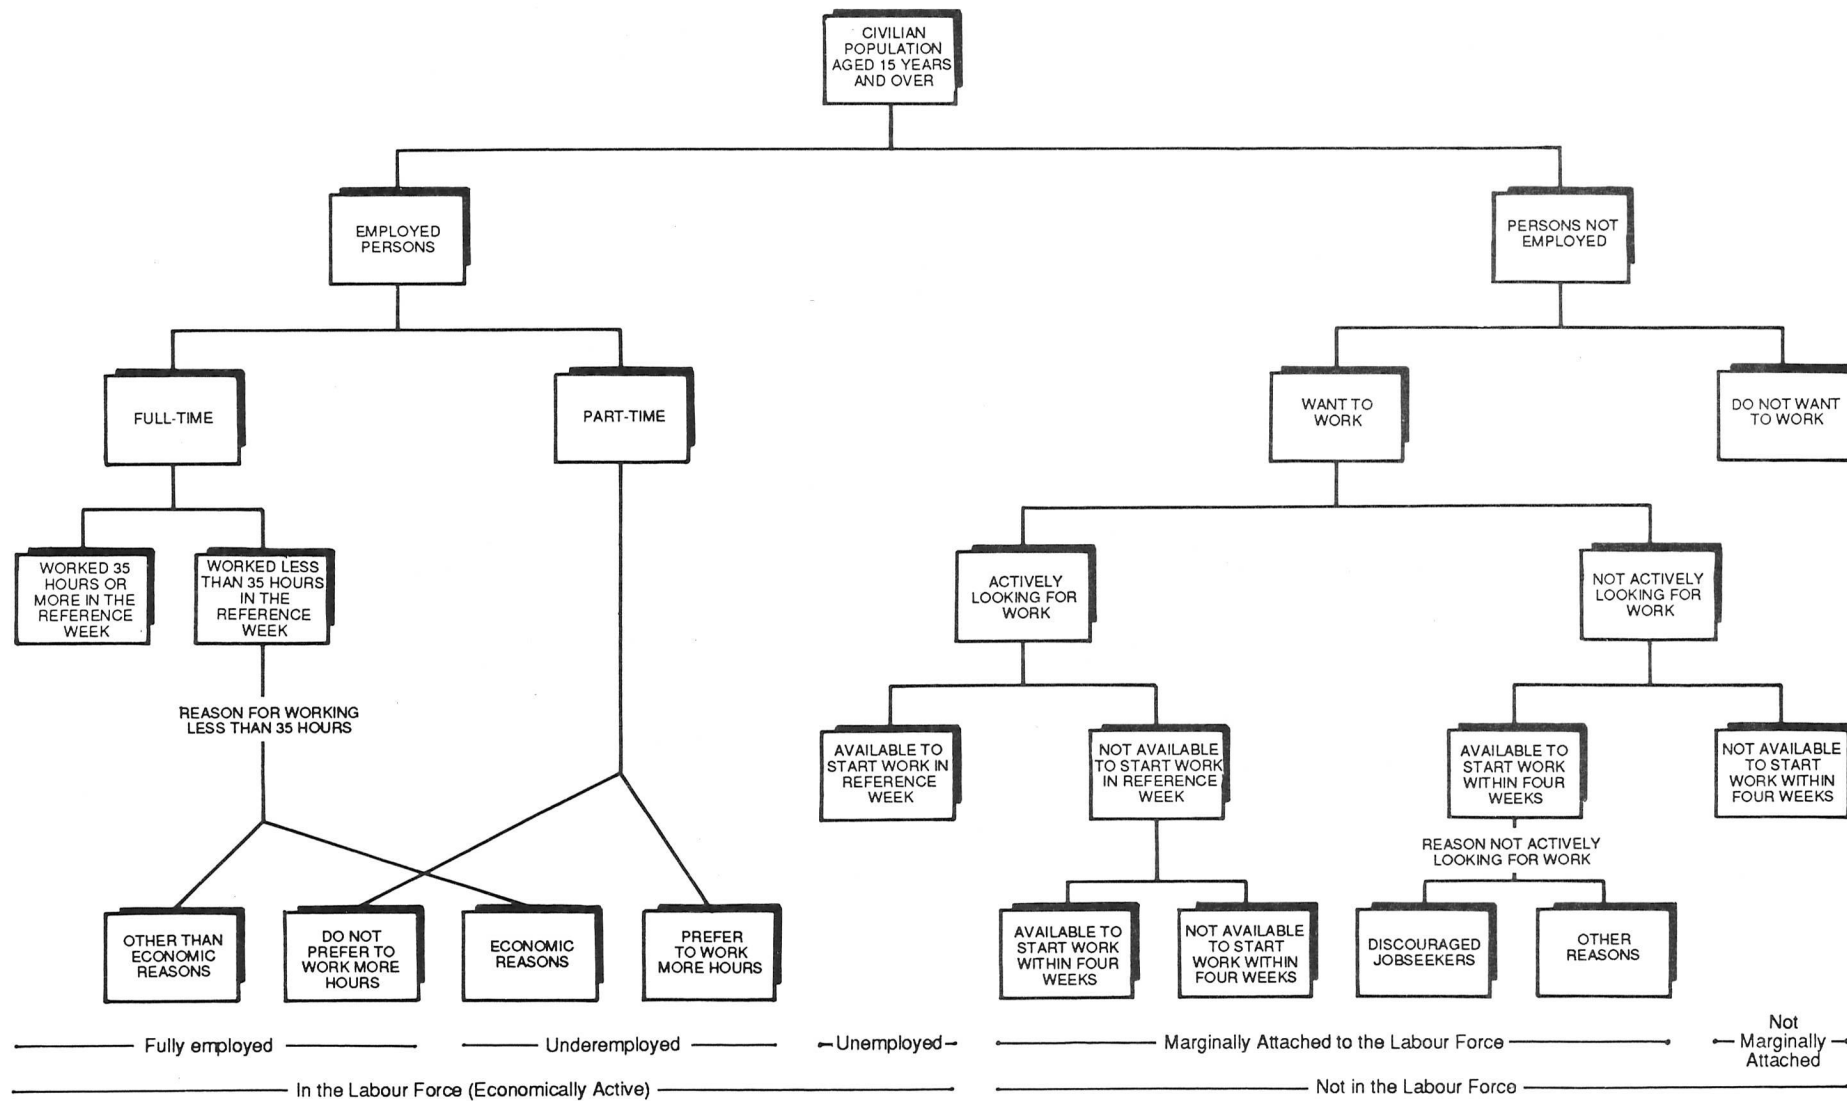 CIVILIAN
POPULATION
AGED 15 YEARS
AND OVER
EMPLOYED
PERSONS
PERSONS NOT
EMPLOYED
FULL-TIME
PART-TIME
WANT TO
WORK
DO NOT WANT
TO WORK
WORKED 35
HOURS OR
MORE IN THE
REFERENCE
WEEK
WORKED LESS
THAN 35 HOURS
IN THE
REFERENCE
WEEK
ACTIVELY
LOOKING FOR
WORK
NOT ACTIVELY
LOOKING FOR
WORK
REASON FOR WORKING
LESS THAN 35 HOURS
AVAILABLE TO
START WORK IN
REFERENCE
WEEK
NOT AVAILABLE
TO START WORK
IN REFERENCE
WEEK
AVAILABLE TO
START WORK
WITHIN FOUR
WEEKS
NOT AVAILABLE
TO START
WORK WITHIN
FOUR WEEKS
REASON NOT ACTIVELY
LOOKING FOR WORK
OTHER THAN
ECONOMIC
REASONS
DO NOT
PREFER TO
WORK MORE
HOURS
ECONOMIC
REASONS
PREFER
TO WORK
MORE HOURS
AVAILABLE TO
START WORK
WITHIN FOUR
WEEKS
NOT AVAILABLE
TO START
WORK WITHIN
FOUR WEEKS
DISCOURAGED
JOBSEEKERS
OTHER
REASONS
Fully employed
Underemployed
Unemployed
Marginally Attached to the Labour Force
Not
Marginally
Attached
In the Labour Force (Economically Active)
Not in the Labour Force